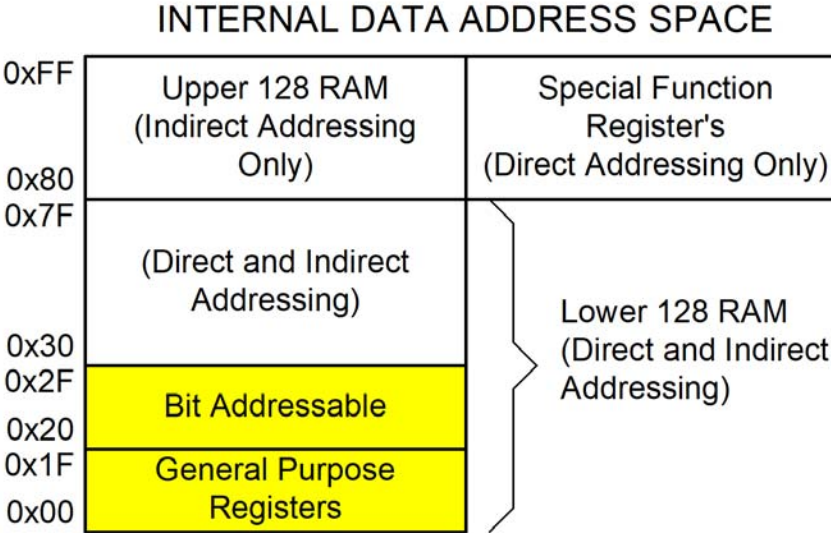 INTERNAL DATA ADDRESS SPACE
0xFF
Upper 128 RAM
(Indirect Addressing
Only)
0x80
Special Function
Register's
(Direct Addressing Only)
0x7F
(Direct and Indirect
Addressing)
0x30
Lower 128 RAM
(Direct and Indirect
Addressing)
0x2F
Bit Addressable
0x20
0x1F
General Purpose
Registers
0x00